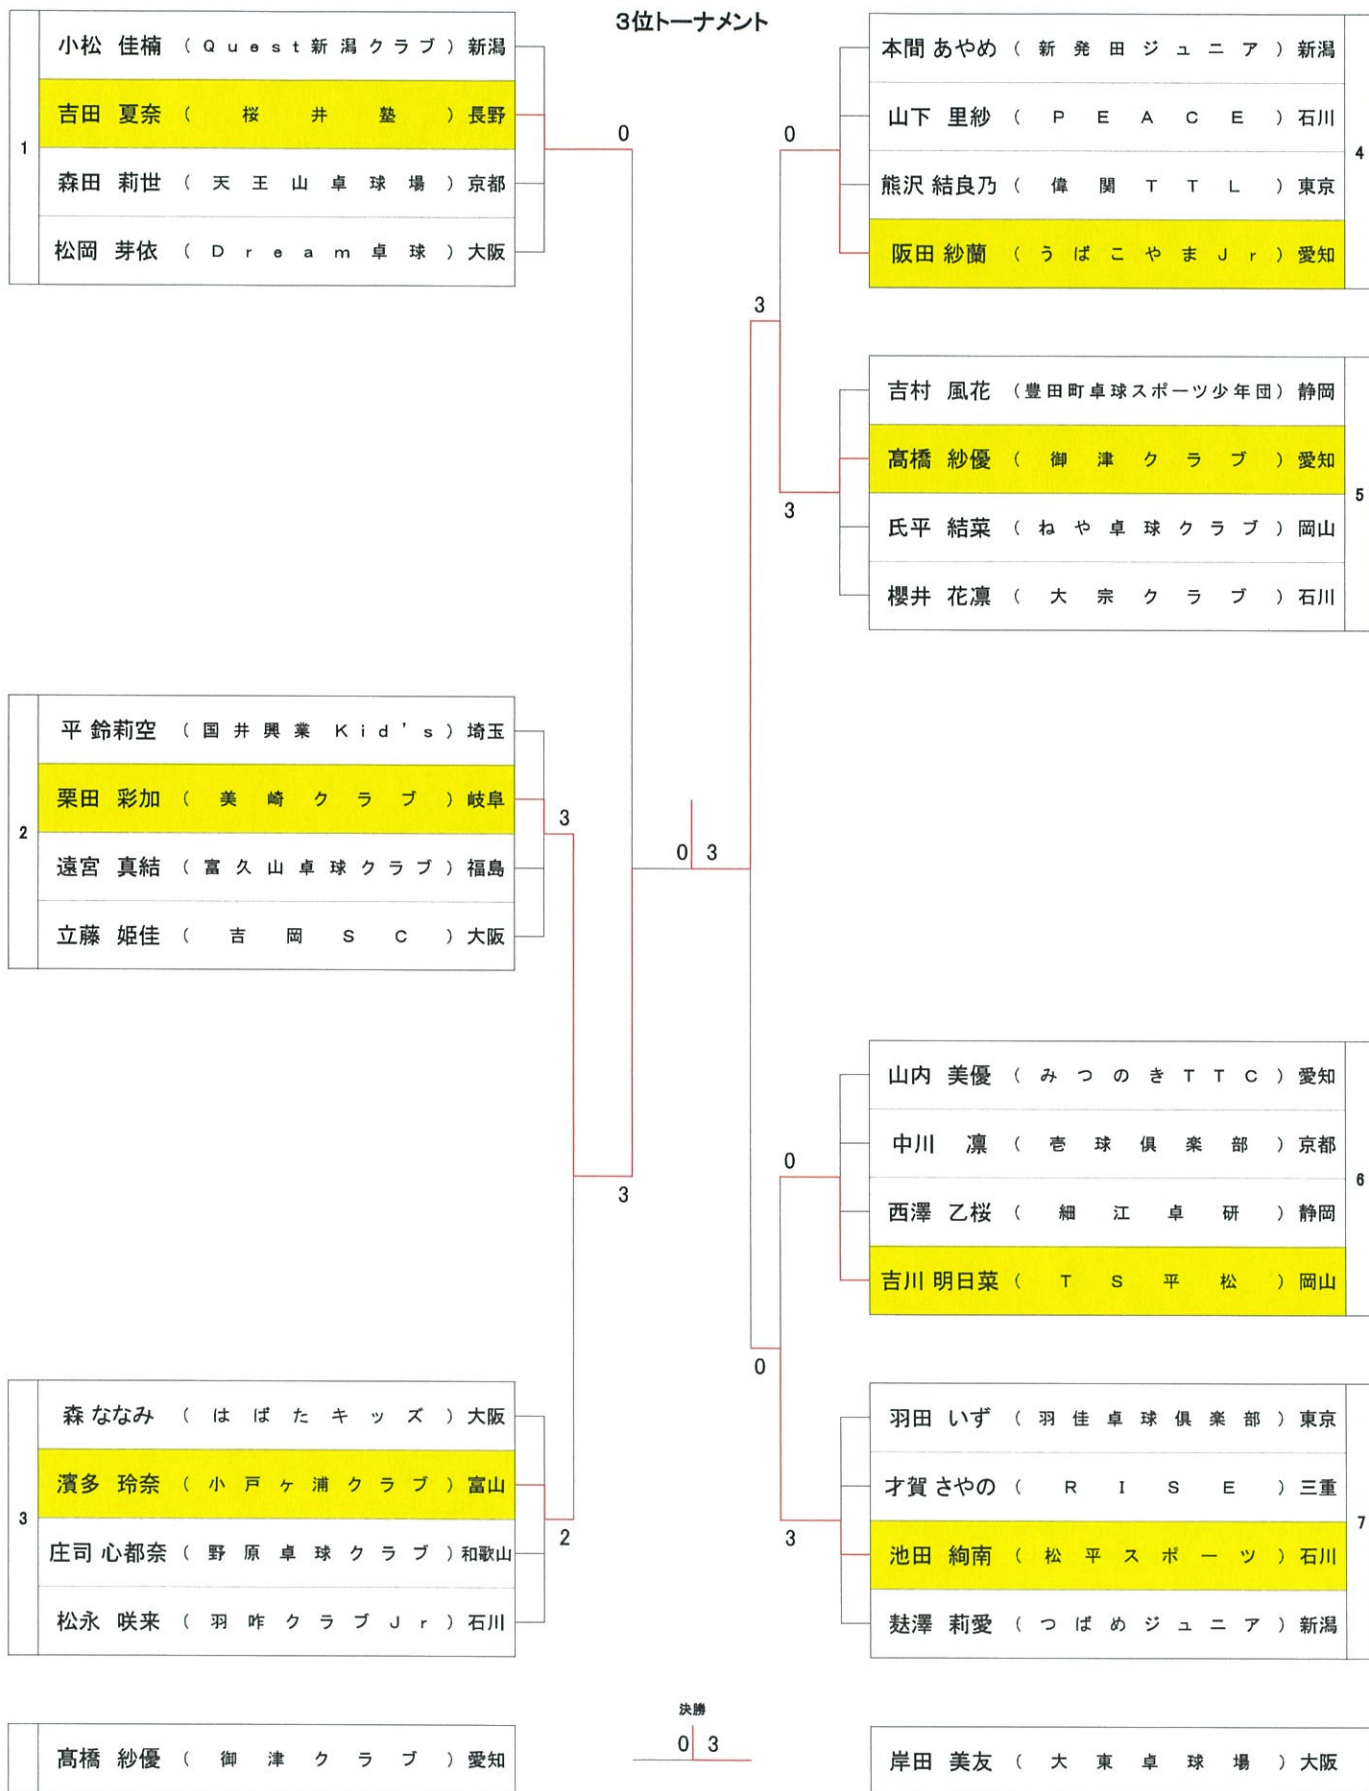 3位トーナメント
1
小松 佳楠 (Quest新潟クラブ) 新潟
吉田 夏奈 (桜井塾) 長野
森田 莉世 (天王山卓球場) 京都
松岡 芽依 (Dream卓球) 大阪
0
2
平 鈴莉空 (国井興業Kid's) 埼玉
栗田 彩加 (美崎クラブ) 岐阜
遠宮 真結 (富久山卓球クラブ) 福島
立藤 姫佳 (吉岡SC) 大阪
3
3
3
森 ななみ (はばたキッズ) 大阪
濱多 玲奈 (小戸ヶ浦クラブ) 富山
庄司 心都奈 (野原卓球クラブ) 和歌山
松永 咲来 (羽咋クラブJr) 石川
2
0 3
本間 あやめ (新発田ジュニア) 新潟
山下 里紗 (PEACE) 石川
熊沢 結良乃 (偉関TTL) 東京
阪田 紗蘭 (うばこやまJr) 愛知
4
0
3
吉村 風花 (豊田町卓球スポーツ少年団) 静岡
髙橋 紗優 (御津クラブ) 愛知
氏平 結菜 (ねや卓球クラブ) 岡山
櫻井 花凛 (大宗クラブ) 石川
5
3
山内 美優 (みつのきTTC) 愛知
中川 凛 (壱球倶楽部) 京都
西澤 乙桜 (細江卓研) 静岡
吉川 明日菜 (TS平松) 岡山
6
0
0
羽田 いず (羽佳卓球倶楽部) 東京
才賀 さやの (RISE) 三重
池田 絢南 (松平スポーツ) 石川
麸澤 莉愛 (つばめジュニア) 新潟
7
3
決勝
髙橋 紗優 (御津クラブ) 愛知
0 3
岸田 美友 (大東卓球場) 大阪